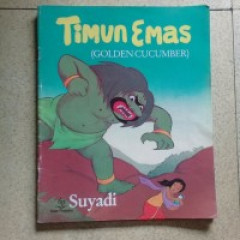 Timun Emas
(GOLDEN CUCUMBER)
Suyadi